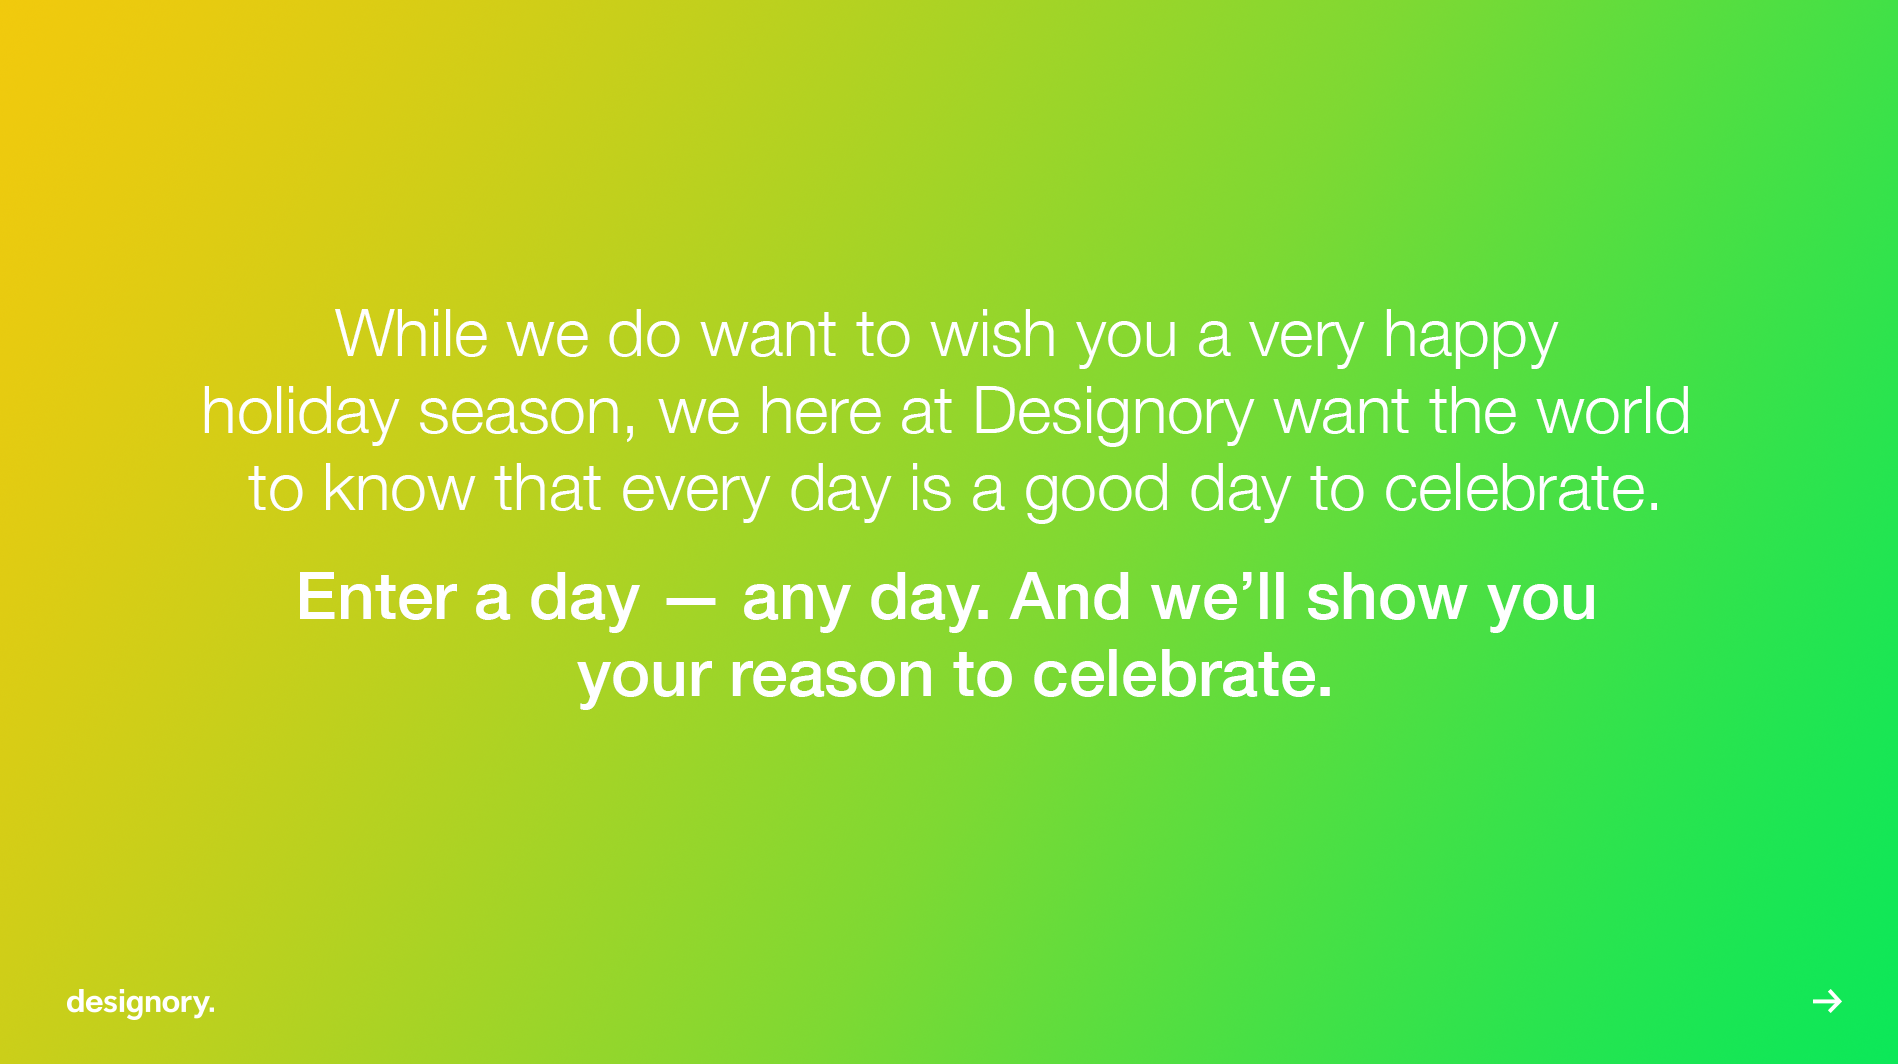 While we do want to wish you a very happy
holiday season, we here at Designory want the world
to know that every day is a good day to celebrate.
Enter a day — any day. And we’ll show you
your reason to celebrate.
designory.